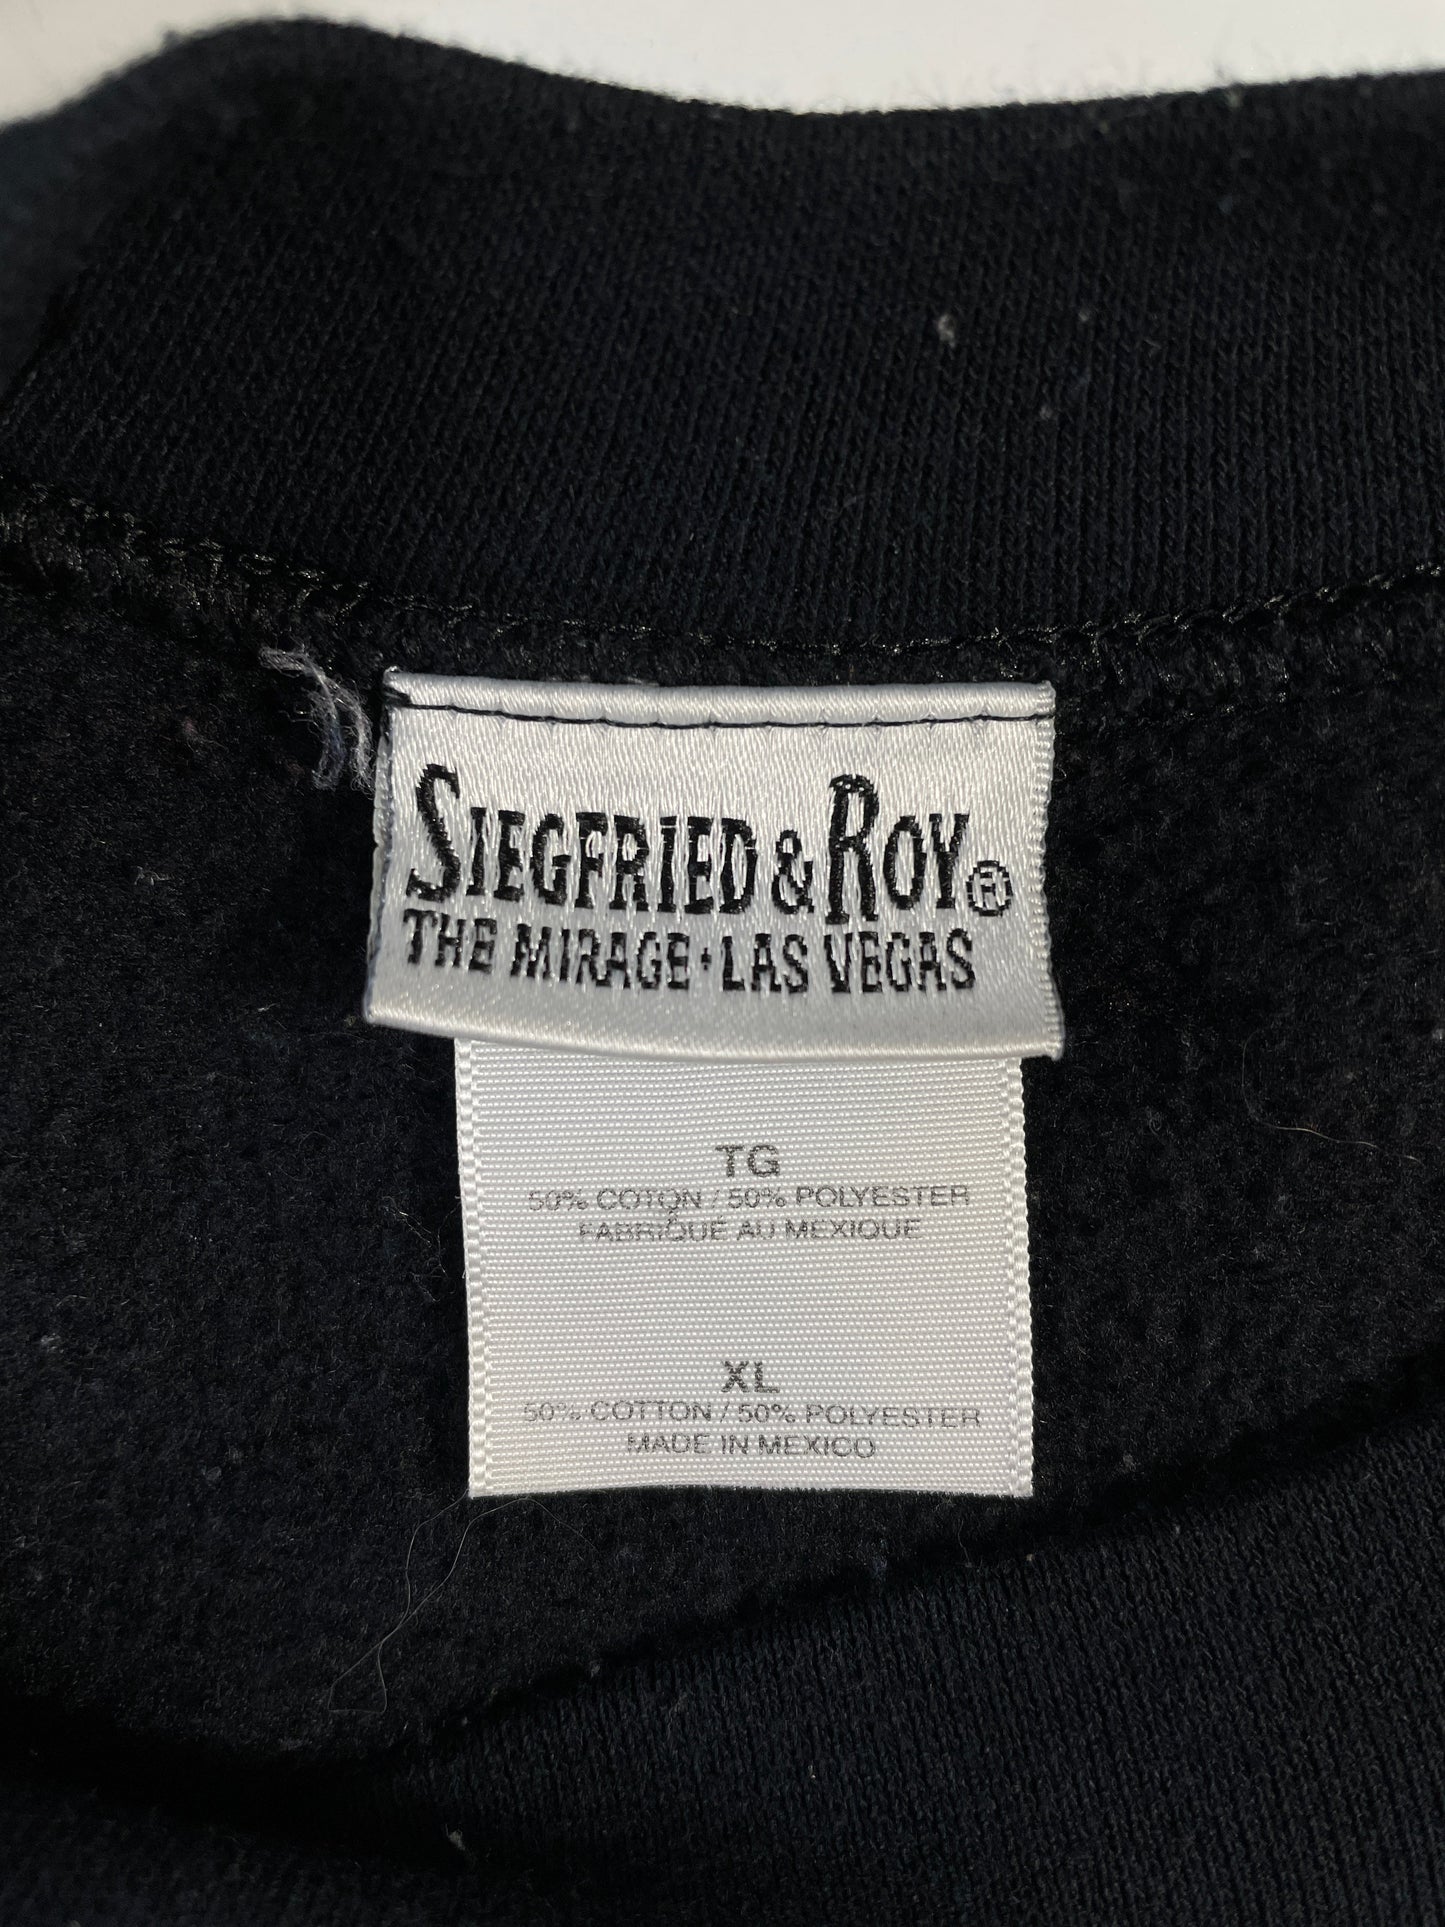 SIEGFRIED & ROY®
THE MIRAGE • LAS VEGAS
TG
50% COTON / 50% POLYESTER
FABRIQUÉ AU MEXIQUE
XL
50% COTTON / 50% POLYESTER
MADE IN MEXICO